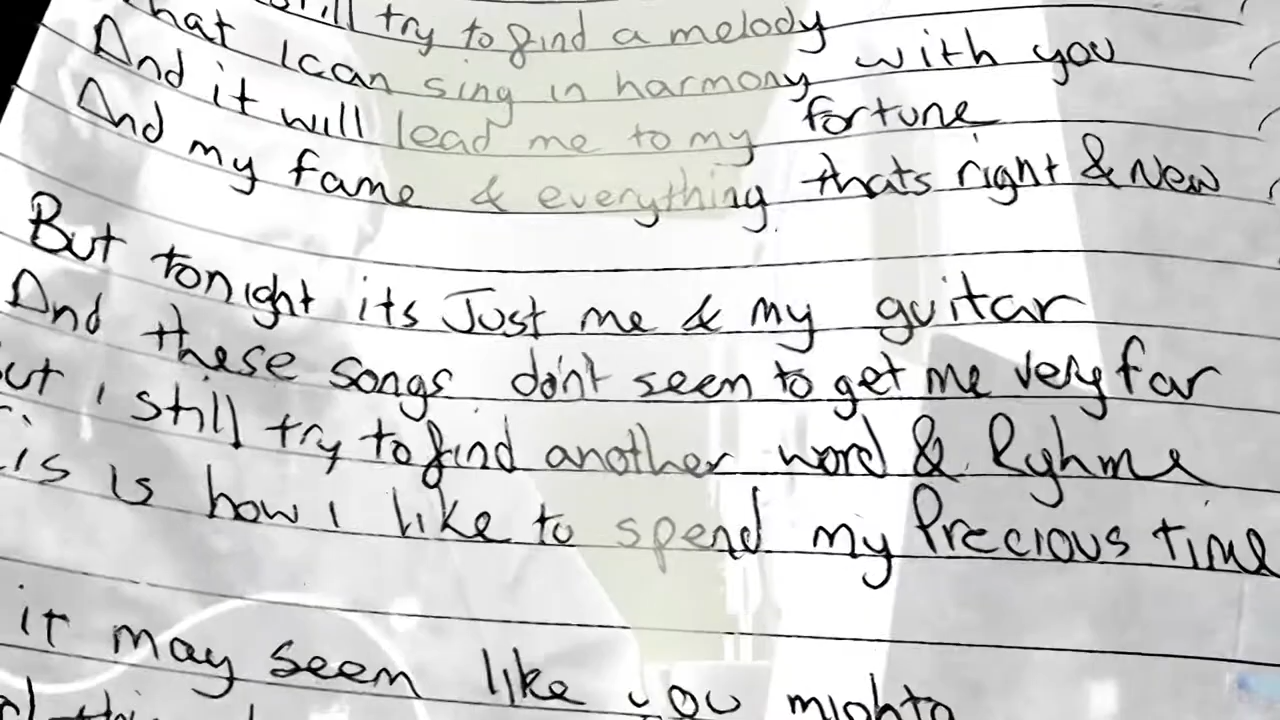 still try to find a melody
that I can sing in harmony with you
And it will lead me to my fortune
And my fame & everything thats right & New
But tonight its Just me & my guitar
And these songs don't seem to get me very far
but i still try to find another word & Ryhme
is is how I like to spend my Precious time
it may seem like you